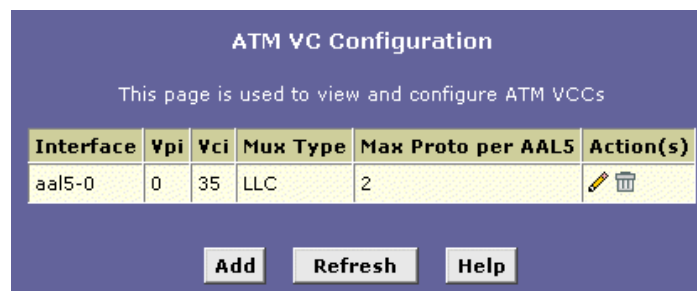 ATM VC Configuration
This page is used to view and configure ATM VCCs
Interface Vpi Vci Mux Type Max Proto per AAL5 Action(s)
aal5-0 0 35 LLC 2
Add Refresh Help